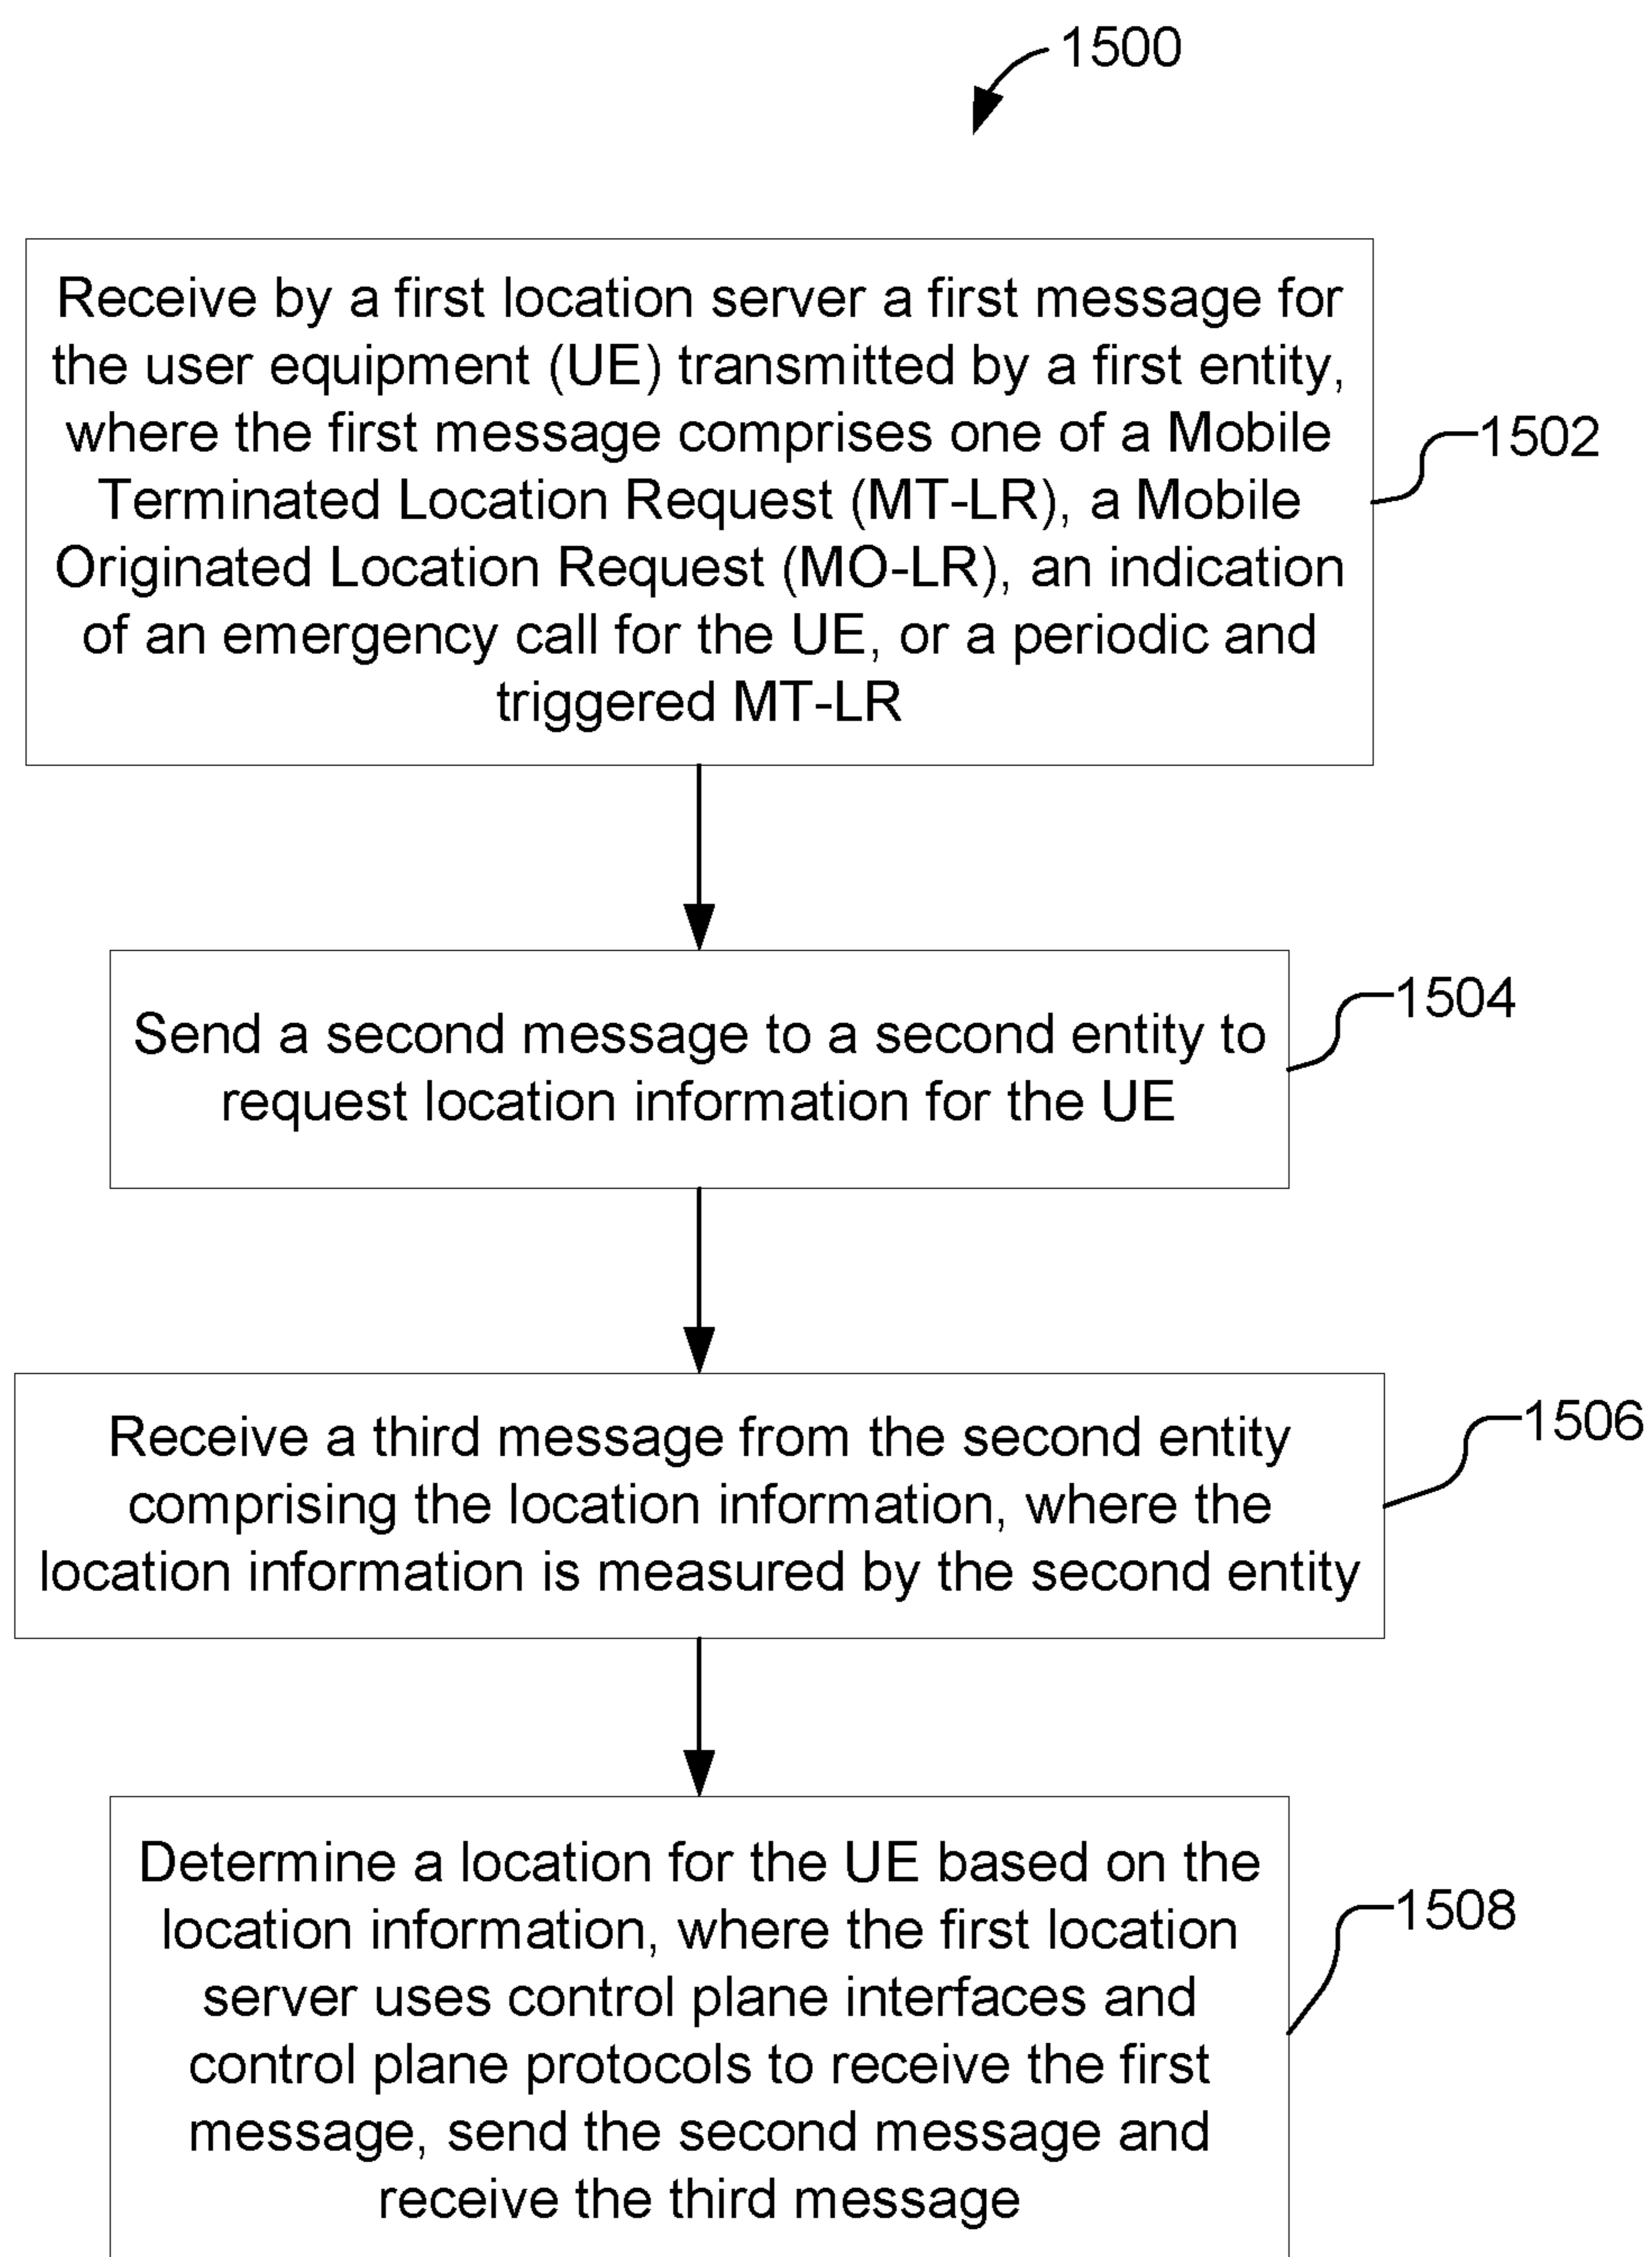 1500
Receive by a first location server a first message for
the user equipment (UE) transmitted by a first entity,
where the first message comprises one of a Mobile
Terminated Location Request (MT-LR), a Mobile
Originated Location Request (MO-LR), an indication
of an emergency call for the UE, or a periodic and
triggered MT-LR
1502
Send a second message to a second entity to
request location information for the UE
1504
Receive a third message from the second entity
comprising the location information, where the
location information is measured by the second entity
1506
Determine a location for the UE based on the
location information, where the first location
server uses control plane interfaces and
control plane protocols to receive the first
message, send the second message and
receive the third message
1508